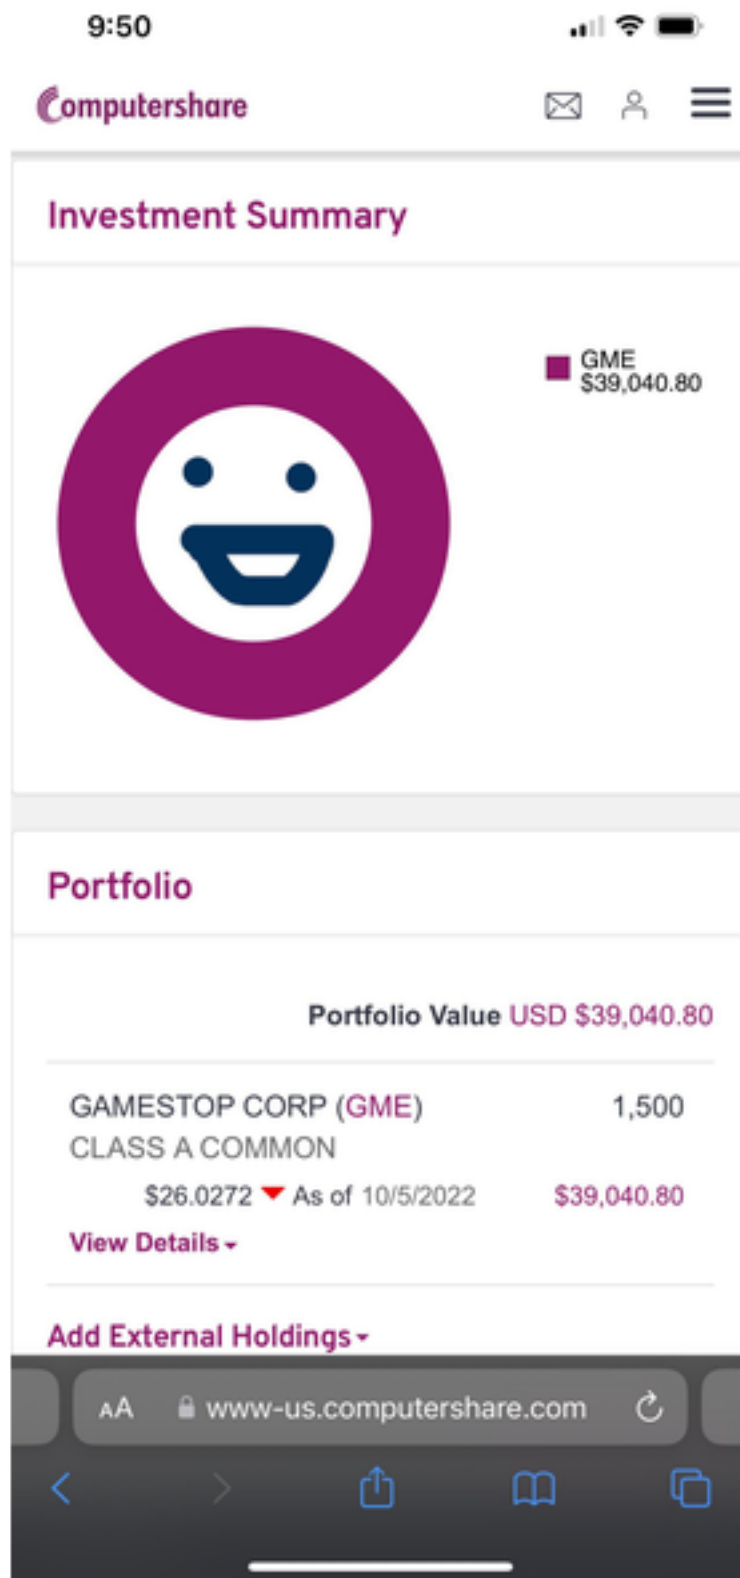 9:50
Computershare
Investment Summary
GME
$39,040.80
Portfolio
Portfolio Value USD $39,040.80
GAMESTOP CORP (GME) 1,500
CLASS A COMMON
$26.0272 As of 10/5/2022 $39,040.80
View Details
Add External Holdings
AA www-us.computershare.com